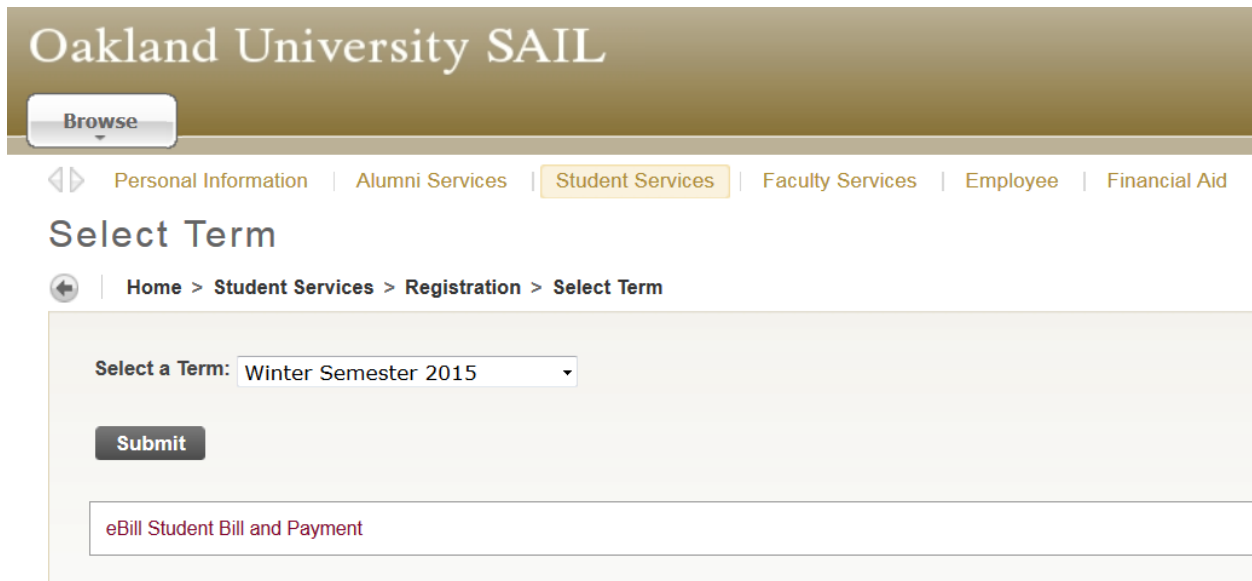 Oakland University SAIL
Browse
Personal Information | Alumni Services | Student Services | Faculty Services | Employee | Financial Aid
Select Term
Home > Student Services > Registration > Select Term
Select a Term: Winter Semester 2015
Submit
eBill Student Bill and Payment